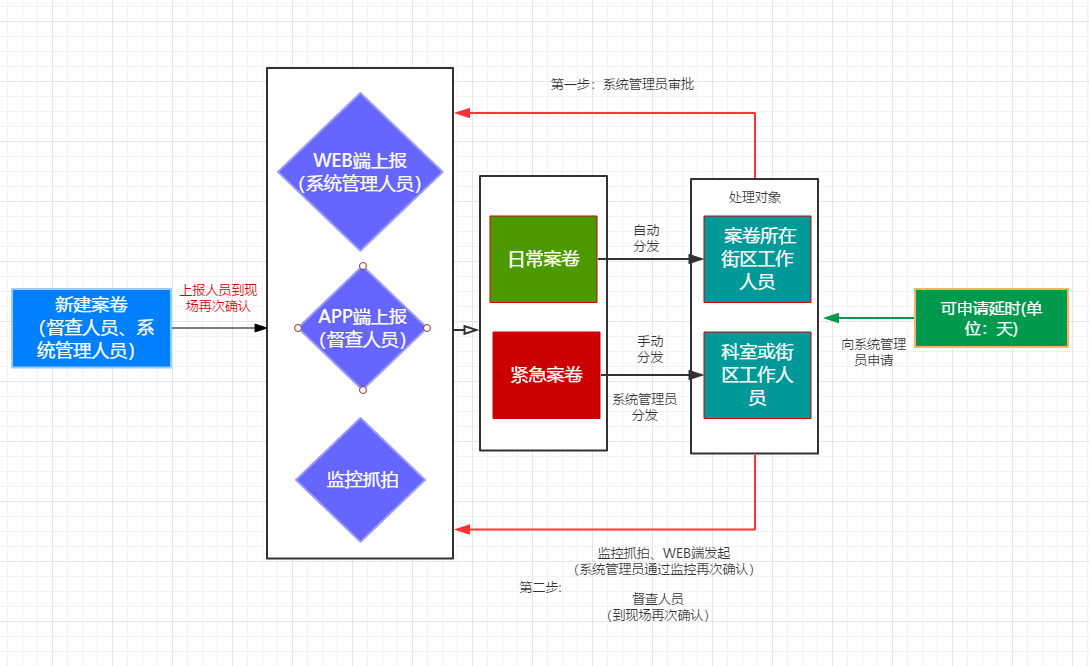 第一步：系统管理员审批
WEB端上报
（系统管理人员）
处理对象
日常案卷
自动
分发
案卷所在
街区工作
人员
新建案卷
（督查人员、系
统管理人员）
上报人员到现
场再次确认
APP端上报
（督查人员）
紧急案卷
手动
分发
系统管理员
分发
科室或街
区工作人
员
可申请延时(单
位：天)
向系统管理
员申请
监控抓拍
监控抓拍、WEB端发起
（系统管理员通过监控再次确认）
第二步:
督查人员
（到现场再次确认）